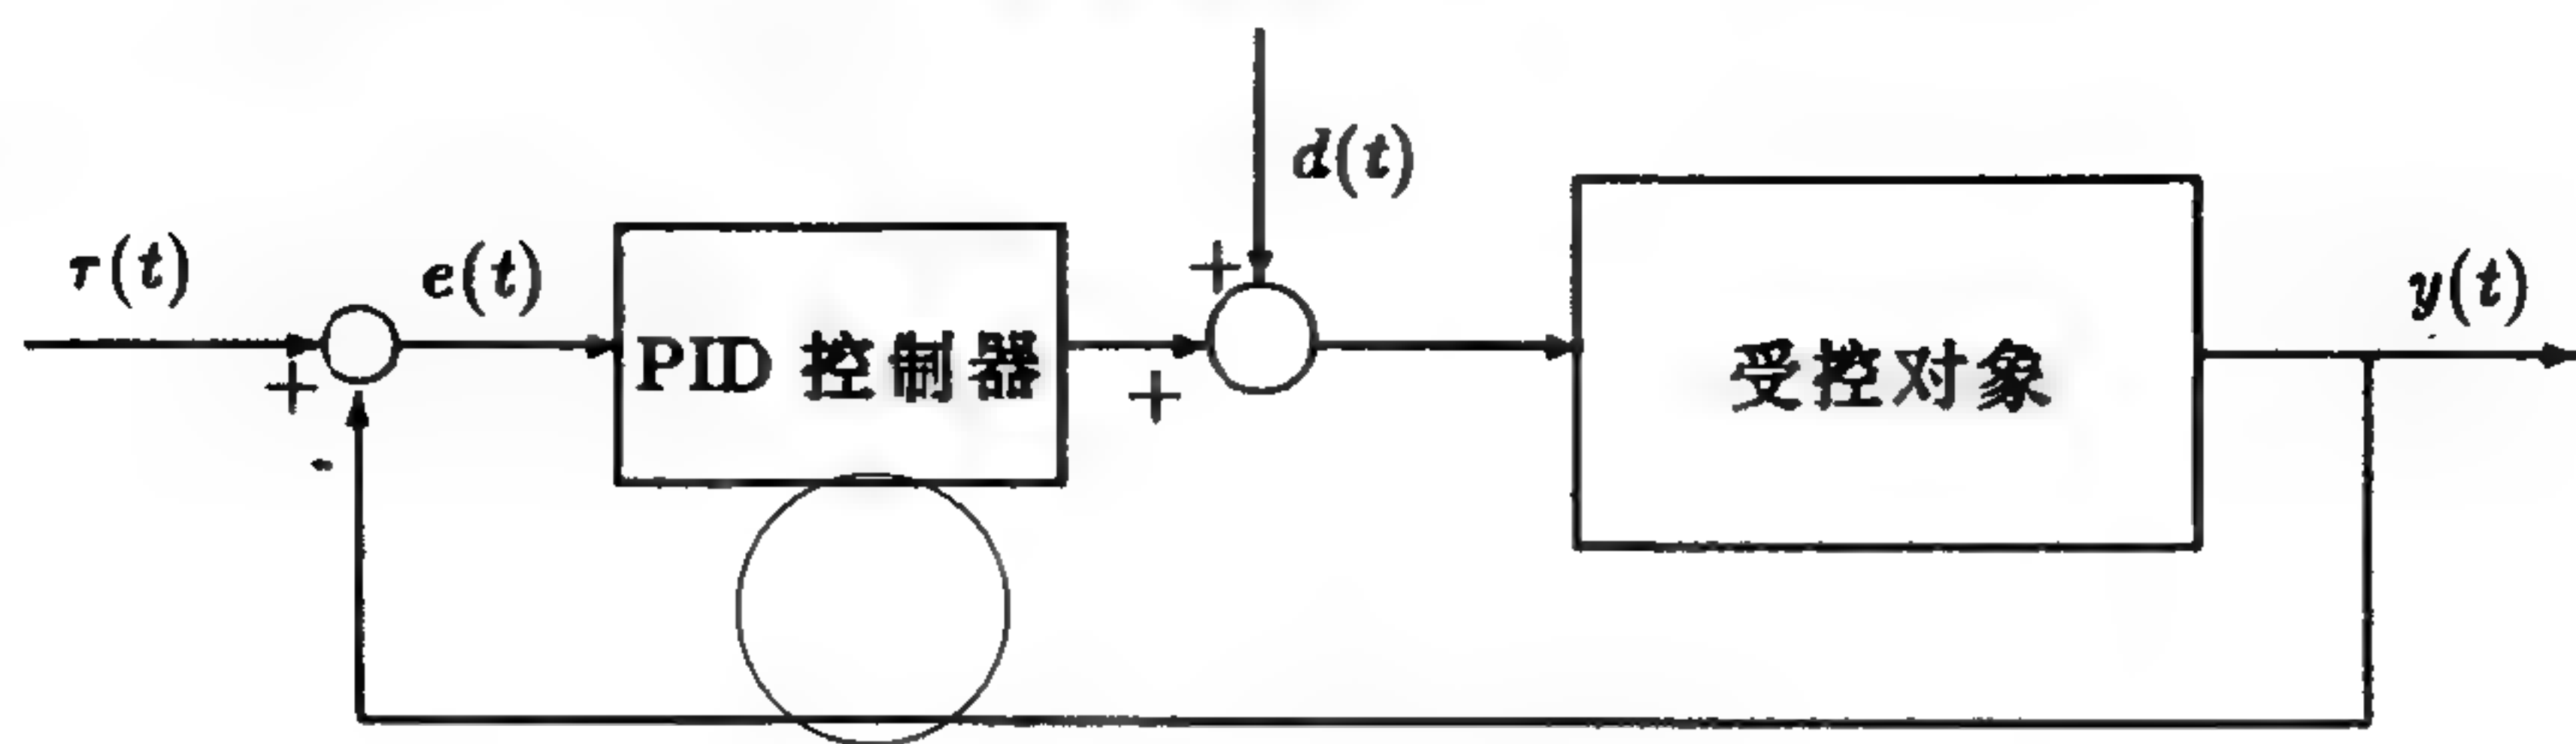 d(t)
r(t)
e(t)
y(t)
+
+
+
-
PID 控制器
受控对象